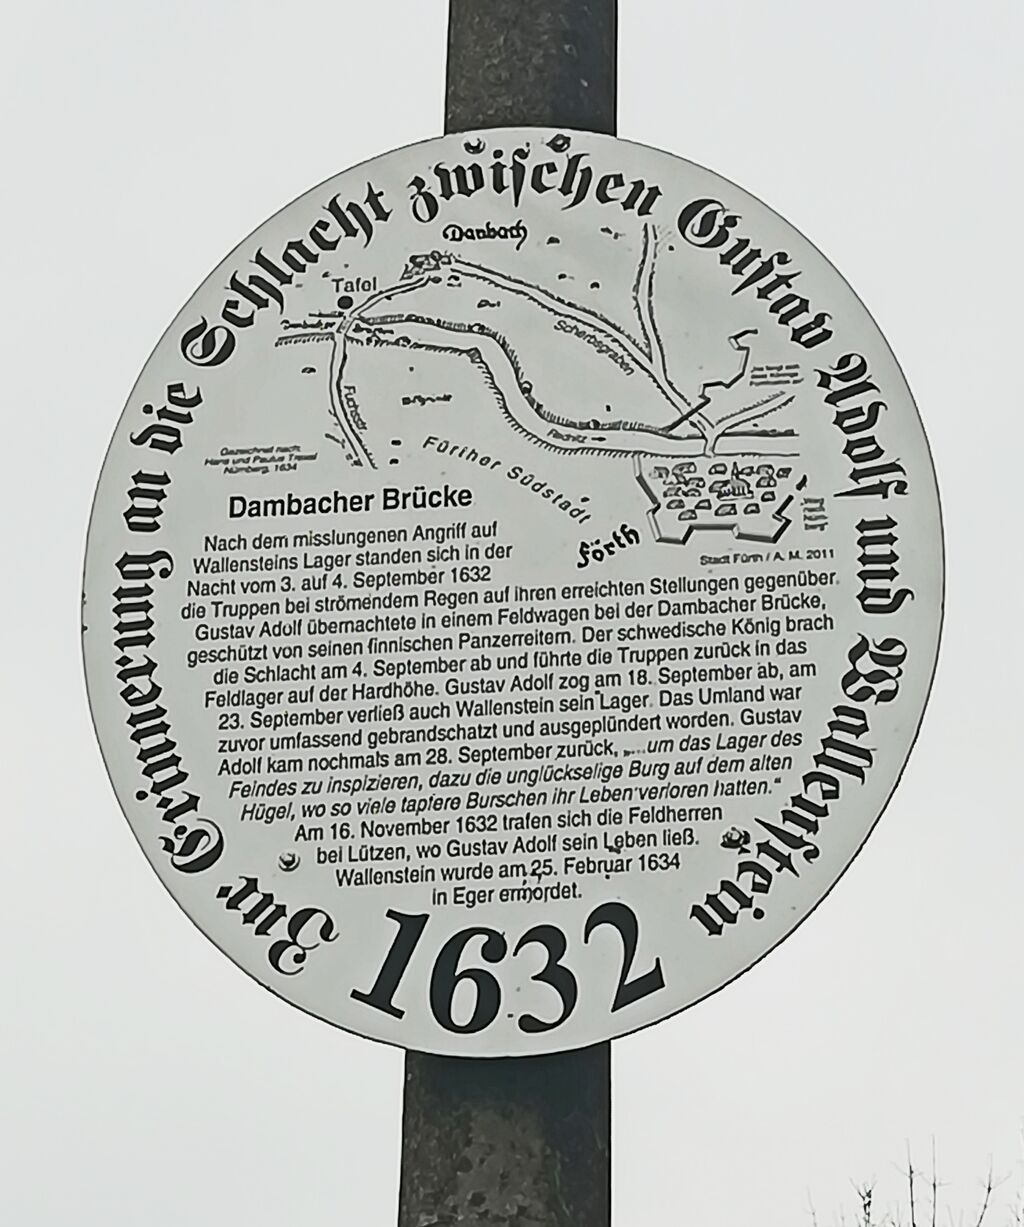 Zur Erinnerung an die Schlacht zwischen Gustav Adolf und Wallenstein
Danbach
Tafel
Scherbsgraben
Fuchsstr.
Rednitz
Gezeichnet nach:
Hans und Paulus Trexel
Nürnberg, 1634
Fürther Südstadt
förth
Stadt Fürth / A. M. 2011
Dambacher Brücke
Nach dem misslungenen Angriff auf
Wallensteins Lager standen sich in der
Nacht vom 3. auf 4. September 1632
die Truppen bei strömendem Regen auf ihren erreichten Stellungen gegenüber.
Gustav Adolf übernachtete in einem Feldwagen bei der Dambacher Brücke,
geschützt von seinen finnischen Panzerreitern. Der schwedische König brach
die Schlacht am 4. September ab und führte die Truppen zurück in das
Feldlager auf der Hardhöhe. Gustav Adolf zog am 18. September ab, am
23. September verließ auch Wallenstein sein Lager. Das Umland war
zuvor umfassend gebrandschatzt und ausgeplündert worden. Gustav
Adolf kam nochmals am 28. September zurück, „...um das Lager des
Feindes zu inspizieren, dazu die unglückselige Burg auf dem alten
Hügel, wo so viele tapfere Burschen ihr Leben verloren hatten."
Am 16. November 1632 trafen sich die Feldherren
bei Lützen, wo Gustav Adolf sein Leben ließ.
Wallenstein wurde am 25. Februar 1634
in Eger ermordet.
1632